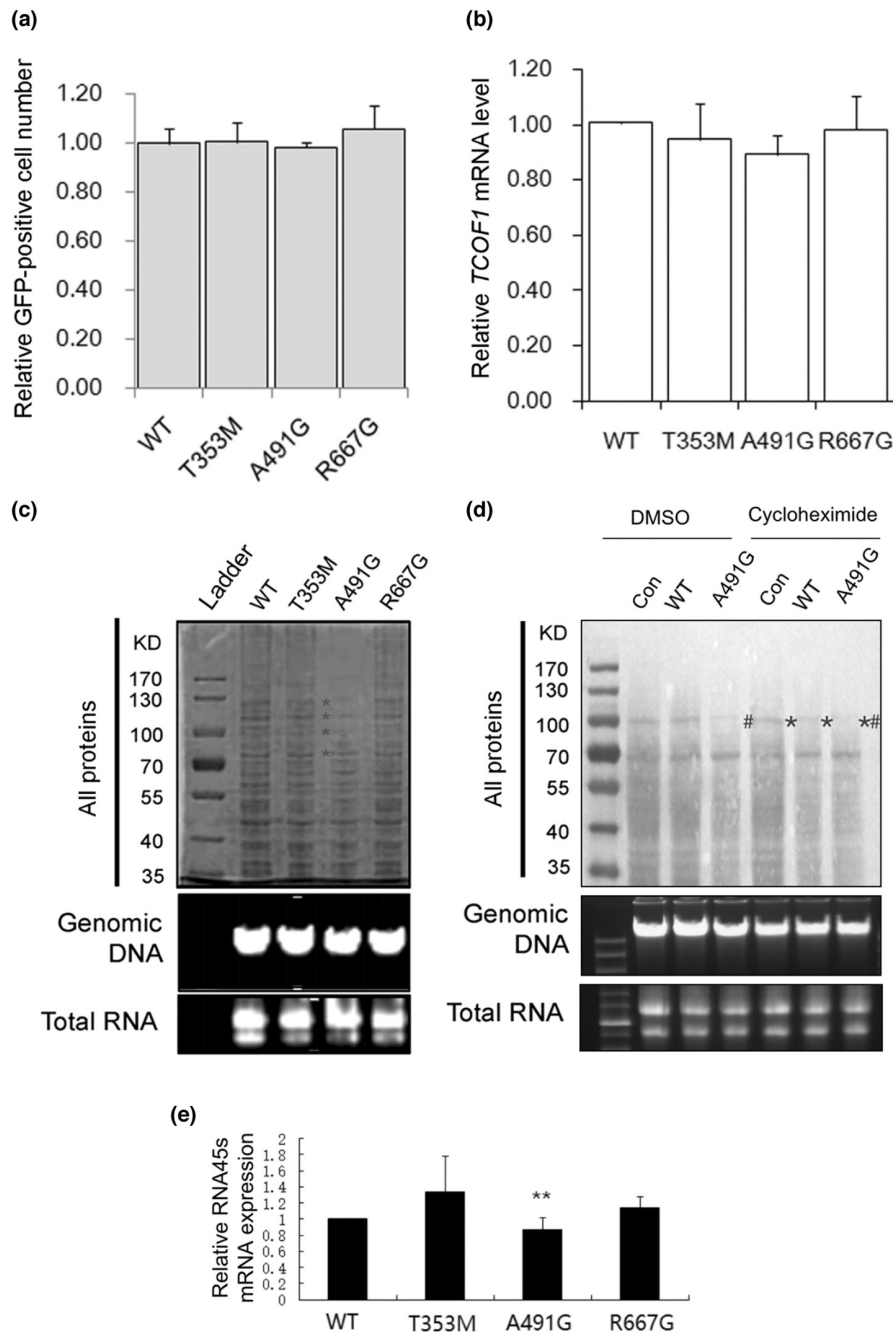 (a)
Relative GFP-positive cell number
1.20
1.00
0.80
0.60
0.40
0.20
0.00
WT
T353M
A491G
R667G
(b)
Relative TCOF1 mRNA level
1.20
1.00
0.80
0.60
0.40
0.20
0.00
WT T353M A491G R667G
(c)
Ladder WT T353M A491G R667G
All proteins
KD
170
130
100
70
55
40
35
*
*
*
*
Genomic
DNA
Total RNA
(d)
DMSO Cycloheximide
Con WT A491G Con WT A491G
All proteins
KD
170
130
100
70
55
40
35
# * * *#
Genomic
DNA
Total RNA
(e)
Relative RNA45s
mRNA expression
2
1.8
1.6
1.4
1.2
1
0.8
0.6
0.4
0.2
0
**
WT T353M A491G R667G